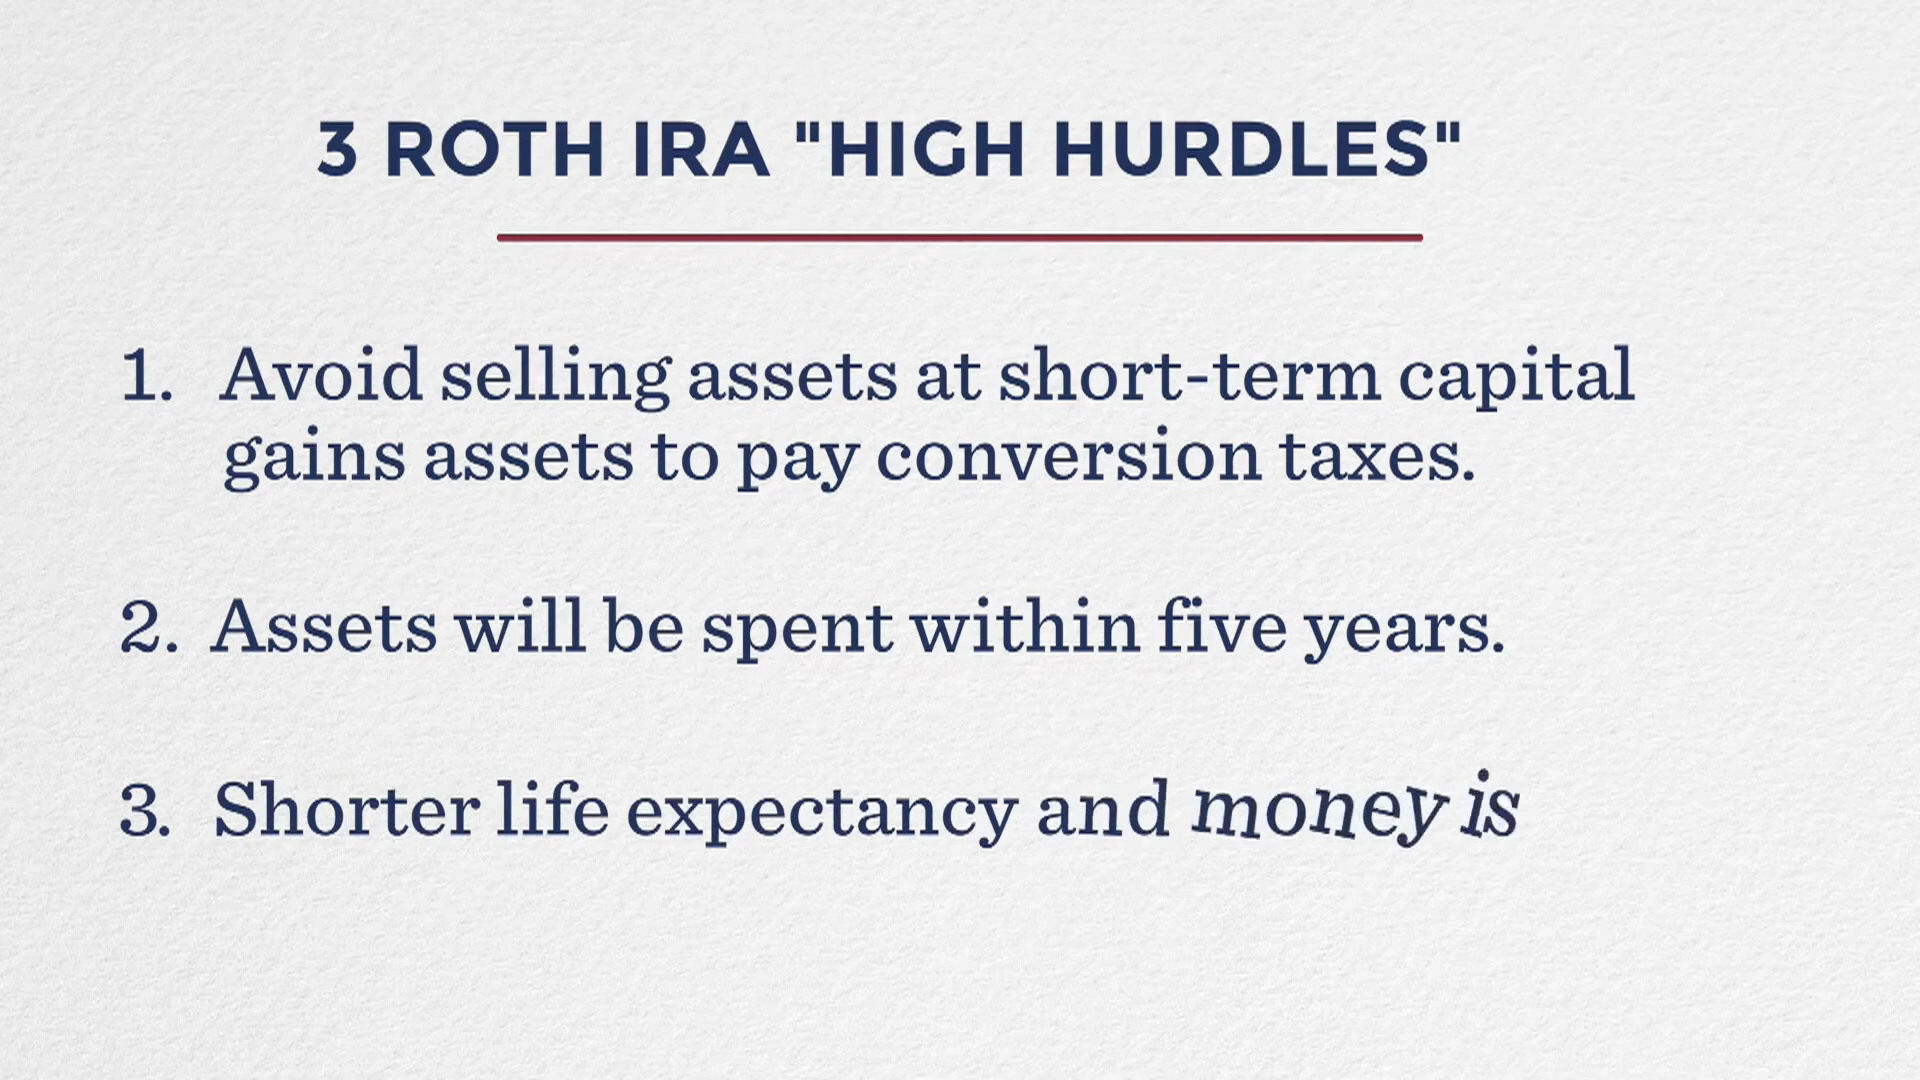 3 ROTH IRA "HIGH HURDLES"
1. Avoid selling assets at short-term capital
gains assets to pay conversion taxes.
2. Assets will be spent within five years.
3. Shorter life expectancy and money is